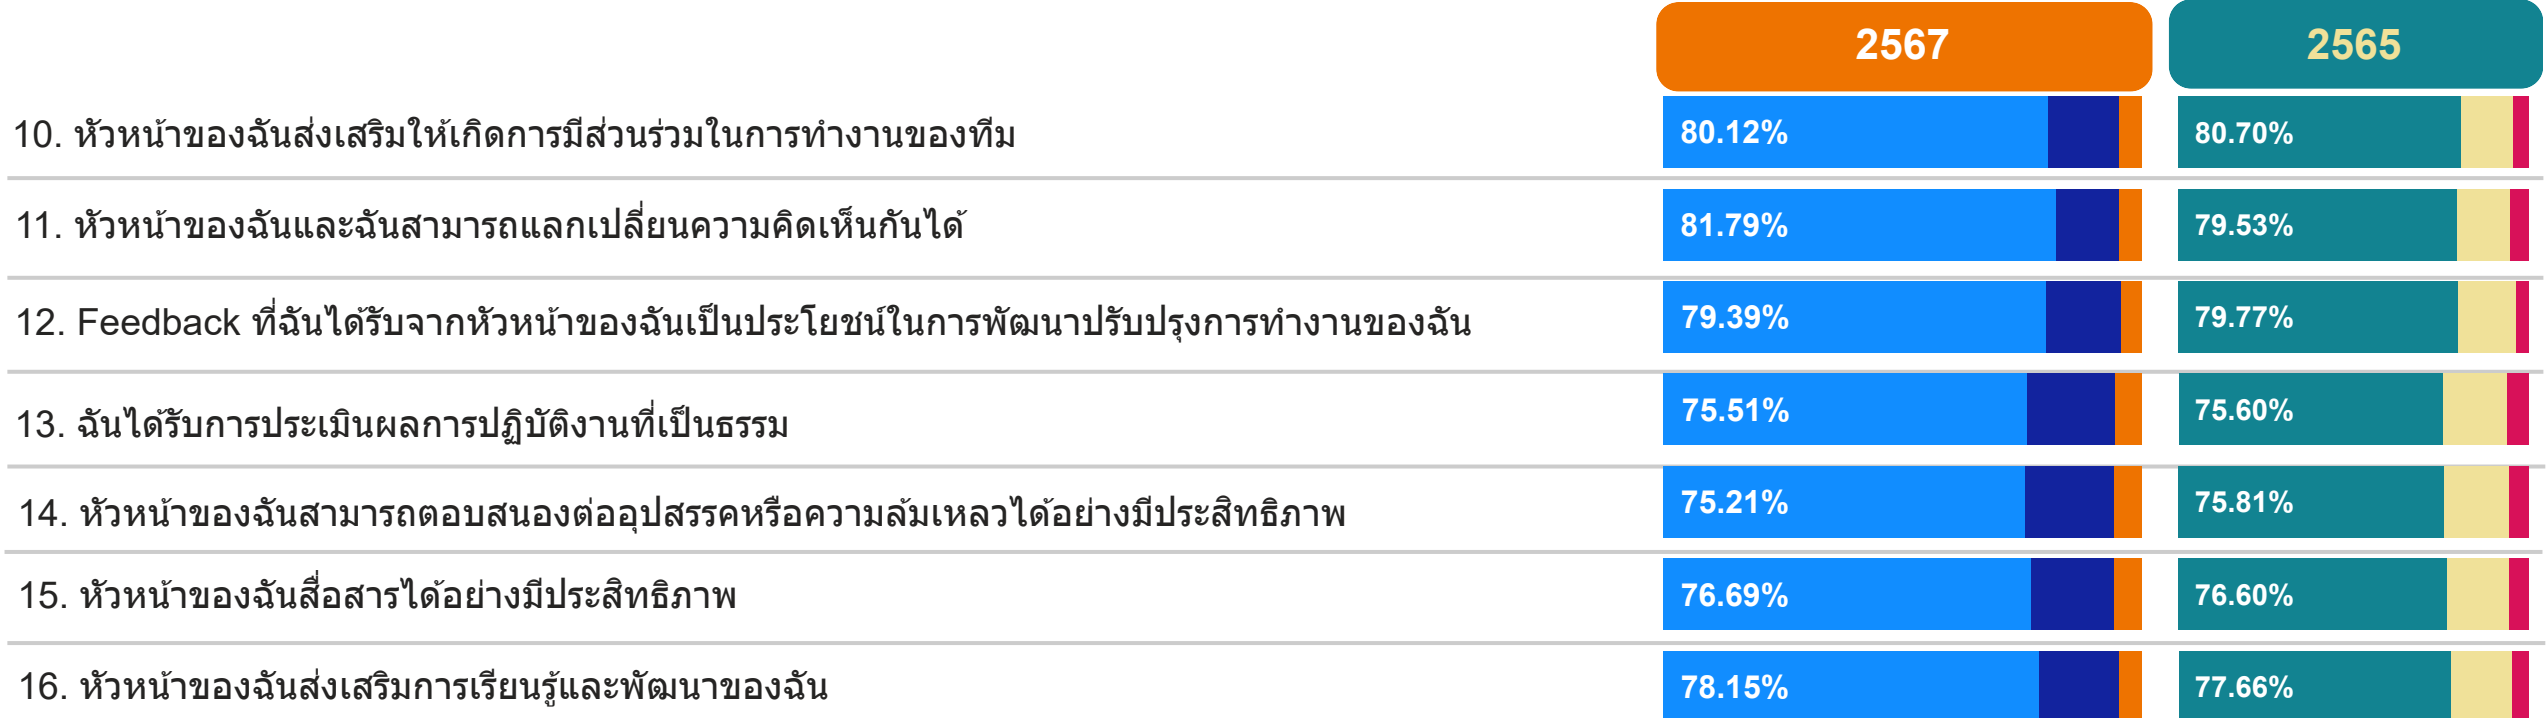 2567 2565
10. หัวหน้าของฉันส่งเสริมให้เกิดการมีส่วนร่วมในการทำงานของทีม 80.12% 80.70%
11. หัวหน้าของฉันและฉันสามารถแลกเปลี่ยนความคิดเห็นกันได้ 81.79% 79.53%
12. Feedback ที่ฉันได้รับจากหัวหน้าของฉันเป็นประโยชน์ในการพัฒนาปรับปรุงการทำงานของฉัน 79.39% 79.77%
13. ฉันได้รับการประเมินผลการปฏิบัติงานที่เป็นธรรม 75.51% 75.60%
14. หัวหน้าของฉันสามารถตอบสนองต่ออุปสรรคหรือความล้มเหลวได้อย่างมีประสิทธิภาพ 75.21% 75.81%
15. หัวหน้าของฉันสื่อสารได้อย่างมีประสิทธิภาพ 76.69% 76.60%
16. หัวหน้าของฉันส่งเสริมการเรียนรู้และพัฒนาของฉัน 78.15% 77.66%